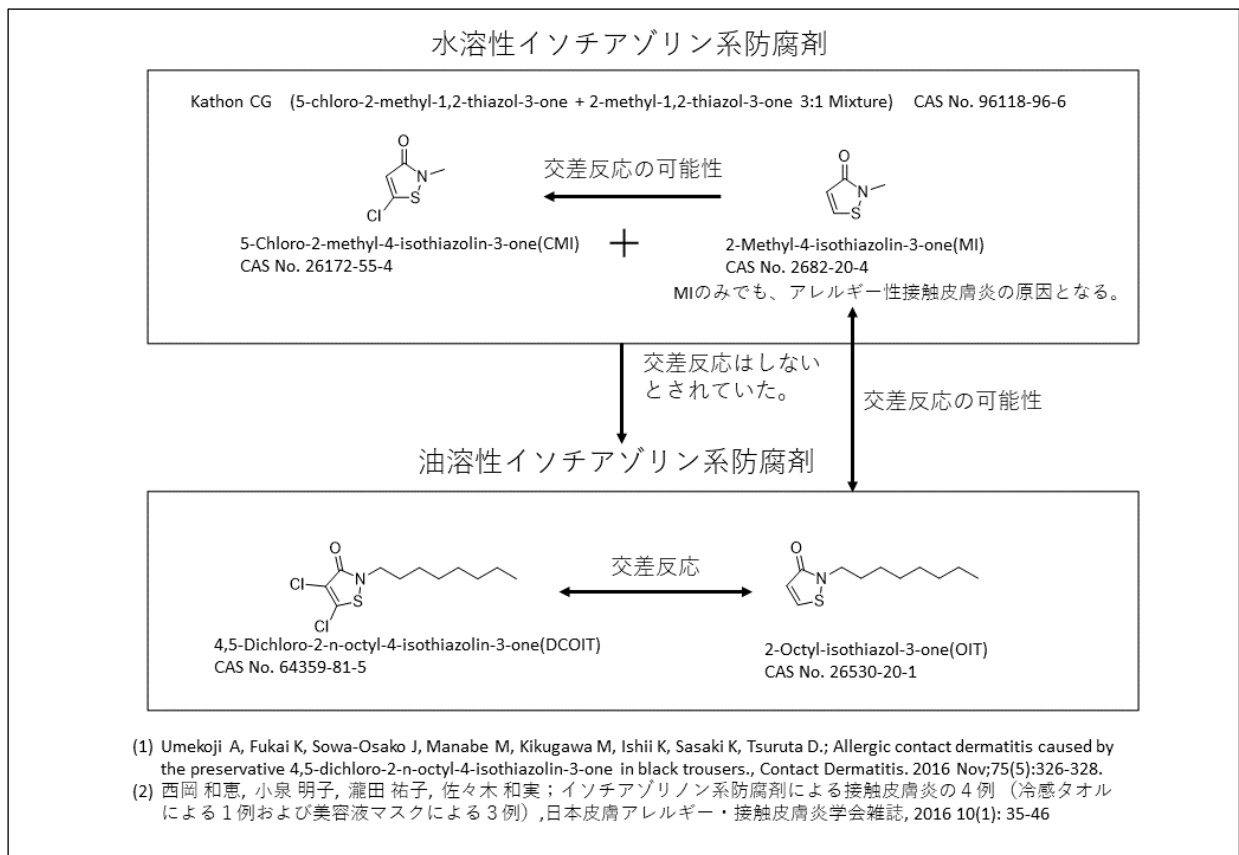 水溶性イソチアゾリン系防腐剤
Kathon CG (5-chloro-2-methyl-1,2-thiazol-3-one + 2-methyl-1,2-thiazol-3-one 3:1 Mixture) CAS No. 96118-96-6
O
N
S
Cl
交差反応の可能性
O
N
S
5-Chloro-2-methyl-4-isothiazolin-3-one(CMI)
CAS No. 26172-55-4
+
2-Methyl-4-isothiazolin-3-one(MI)
CAS No. 2682-20-4
MIのみでも、アレルギー性接触皮膚炎の原因となる。
交差反応はしない
とされていた。
交差反応の可能性
油溶性イソチアゾリン系防腐剤
O
Cl
N
S
Cl
交差反応
O
N
S
4,5-Dichloro-2-n-octyl-4-isothiazolin-3-one(DCOIT)
CAS No. 64359-81-5
2-Octyl-isothiazol-3-one(OIT)
CAS No. 26530-20-1
(1) Umekoji A, Fukai K, Sowa-Osako J, Manabe M, Kikugawa M, Ishii K, Sasaki K, Tsuruta D.; Allergic contact dermatitis caused by
the preservative 4,5-dichloro-2-n-octyl-4-isothiazolin-3-one in black trousers., Contact Dermatitis. 2016 Nov;75(5):326-328.
(2) 西岡 和恵, 小泉 明子, 瀧田 祐子, 佐々木 和実；イソチアゾリノン系防腐剤による接触皮膚炎の４例 （冷感タオル
による１例および美容液マスクによる３例）,日本皮膚アレルギー・接触皮膚炎学会雑誌, 2016 10(1): 35-46